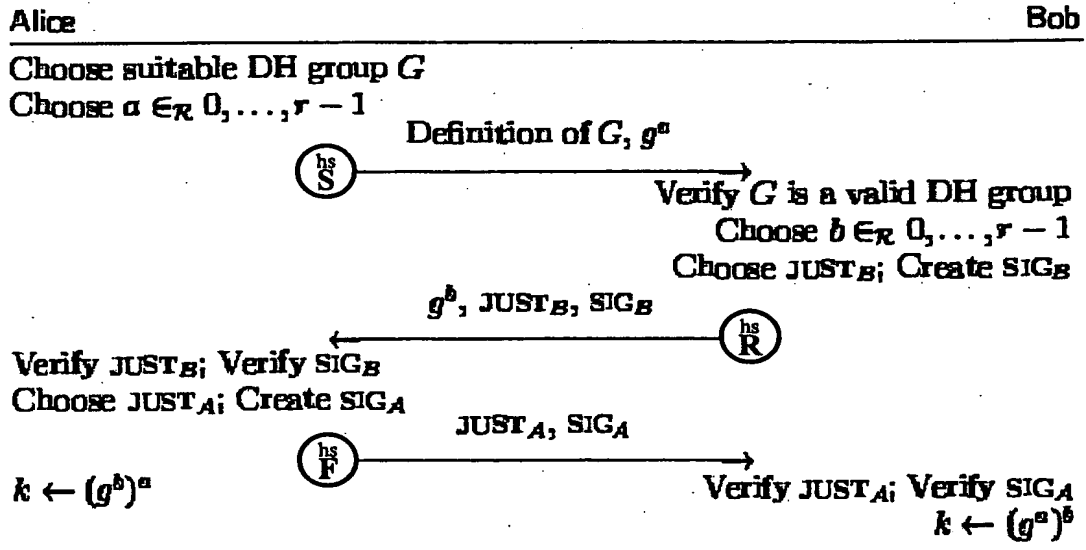 Alice Bob
Choose suitable DH group G
Choose a ∈_R 0, …, r − 1
Definition of G, g^a
hs
S
Verify G is a valid DH group
Choose b ∈_R 0, …, r − 1
Choose JUST_B; Create SIG_B
g^b, JUST_B, SIG_B
hs
R
Verify JUST_B; Verify SIG_B
Choose JUST_A; Create SIG_A
JUST_A, SIG_A
hs
F
k ← (g^b)^a
Verify JUST_A; Verify SIG_A
k ← (g^a)^b